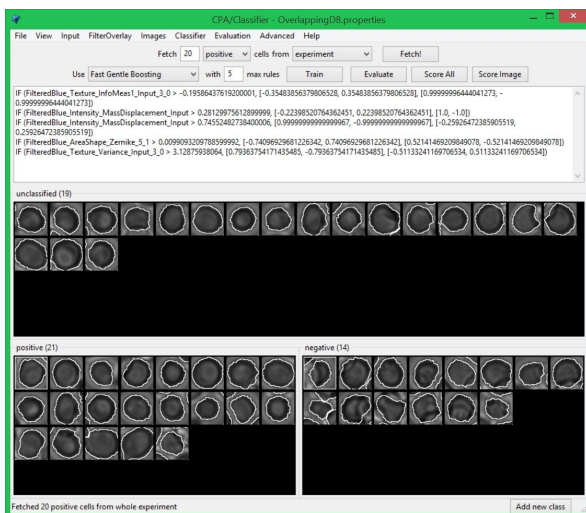 CPA/Classifier - OverlappingDB.properties
File View Input FilterOverlay Images Classifier Evaluation Advanced Help
Fetch 20 positive cells from experiment Fetch!
Use Fast Gentle Boosting with 5 max rules Train Evaluate Score All Score Image
IF (FilteredBlue_Texture_InfoMeas1_Input_3_0 > -0.19586437619200001, [-0.35483856379806528, 0.35483856379806528], [0.99999996444041273, -
0.99999996444041273])
IF (FilteredBlue_Intensity_MassDisplacement_Input > 0.28129975612899999, [-0.22398520764362451, 0.22398520764362451], [1.0, -1.0])
IF (FilteredBlue_Intensity_MassDisplacement_Input > 0.74552482738400006, [0.99999999999999967, -0.99999999999999967], [-0.25926472385905519,
0.25926472385905519])
IF (FilteredBlue_AreaShape_Zernike_5_1 > 0.0099093209788599992, [-0.74096929681226342, 0.74096929681226342], [0.52141469209849078, -0.52141469209849078])
IF (FilteredBlue_Texture_Variance_Input_3_0 > 3.12875938064, [0.79363754171435485, -0.79363754171435485], [-0.51133241169706534, 0.51133241169706534])
unclassified (19)
positive (21)
negative (14)
Fetched 20 positive cells from whole experiment
Add new class